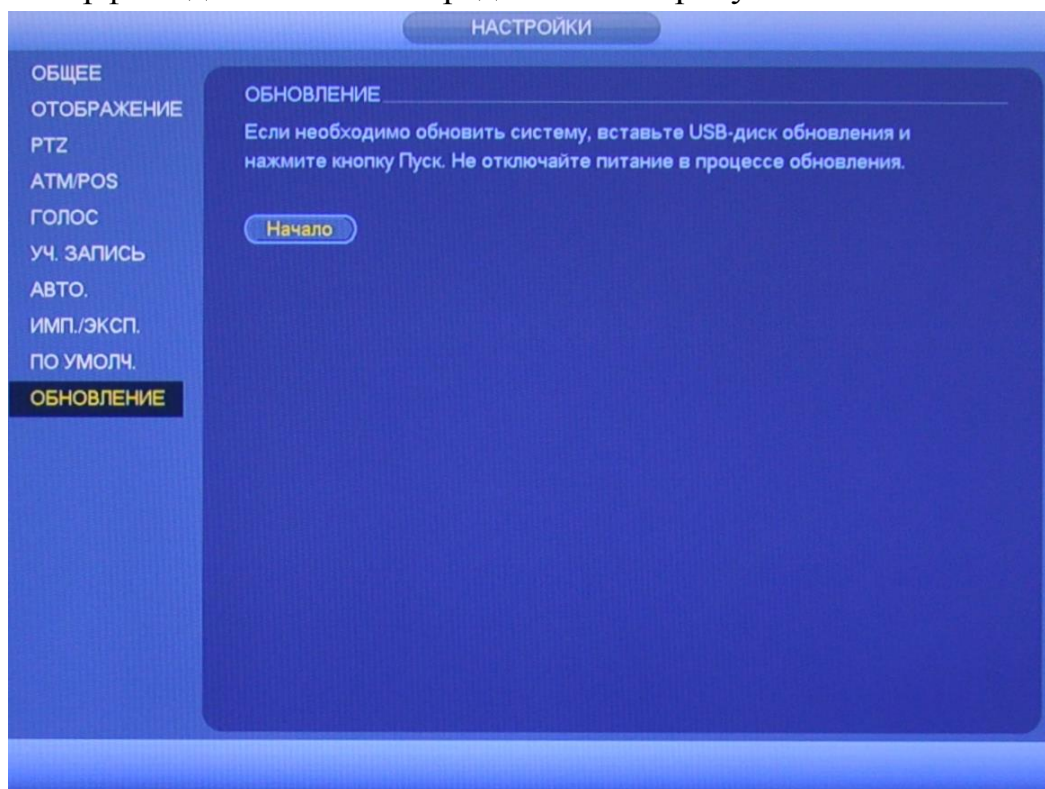 НАСТРОЙКИ
ОБЩЕЕ
ОТОБРАЖЕНИЕ
PTZ
ATM/POS
ГОЛОС
УЧ. ЗАПИСЬ
АВТО.
ИМП./ЭКСП.
ПО УМОЛЧ.
ОБНОВЛЕНИЕ
ОБНОВЛЕНИЕ
Если необходимо обновить систему, вставьте USB-диск обновления и
нажмите кнопку Пуск. Не отключайте питание в процессе обновления.
Начало